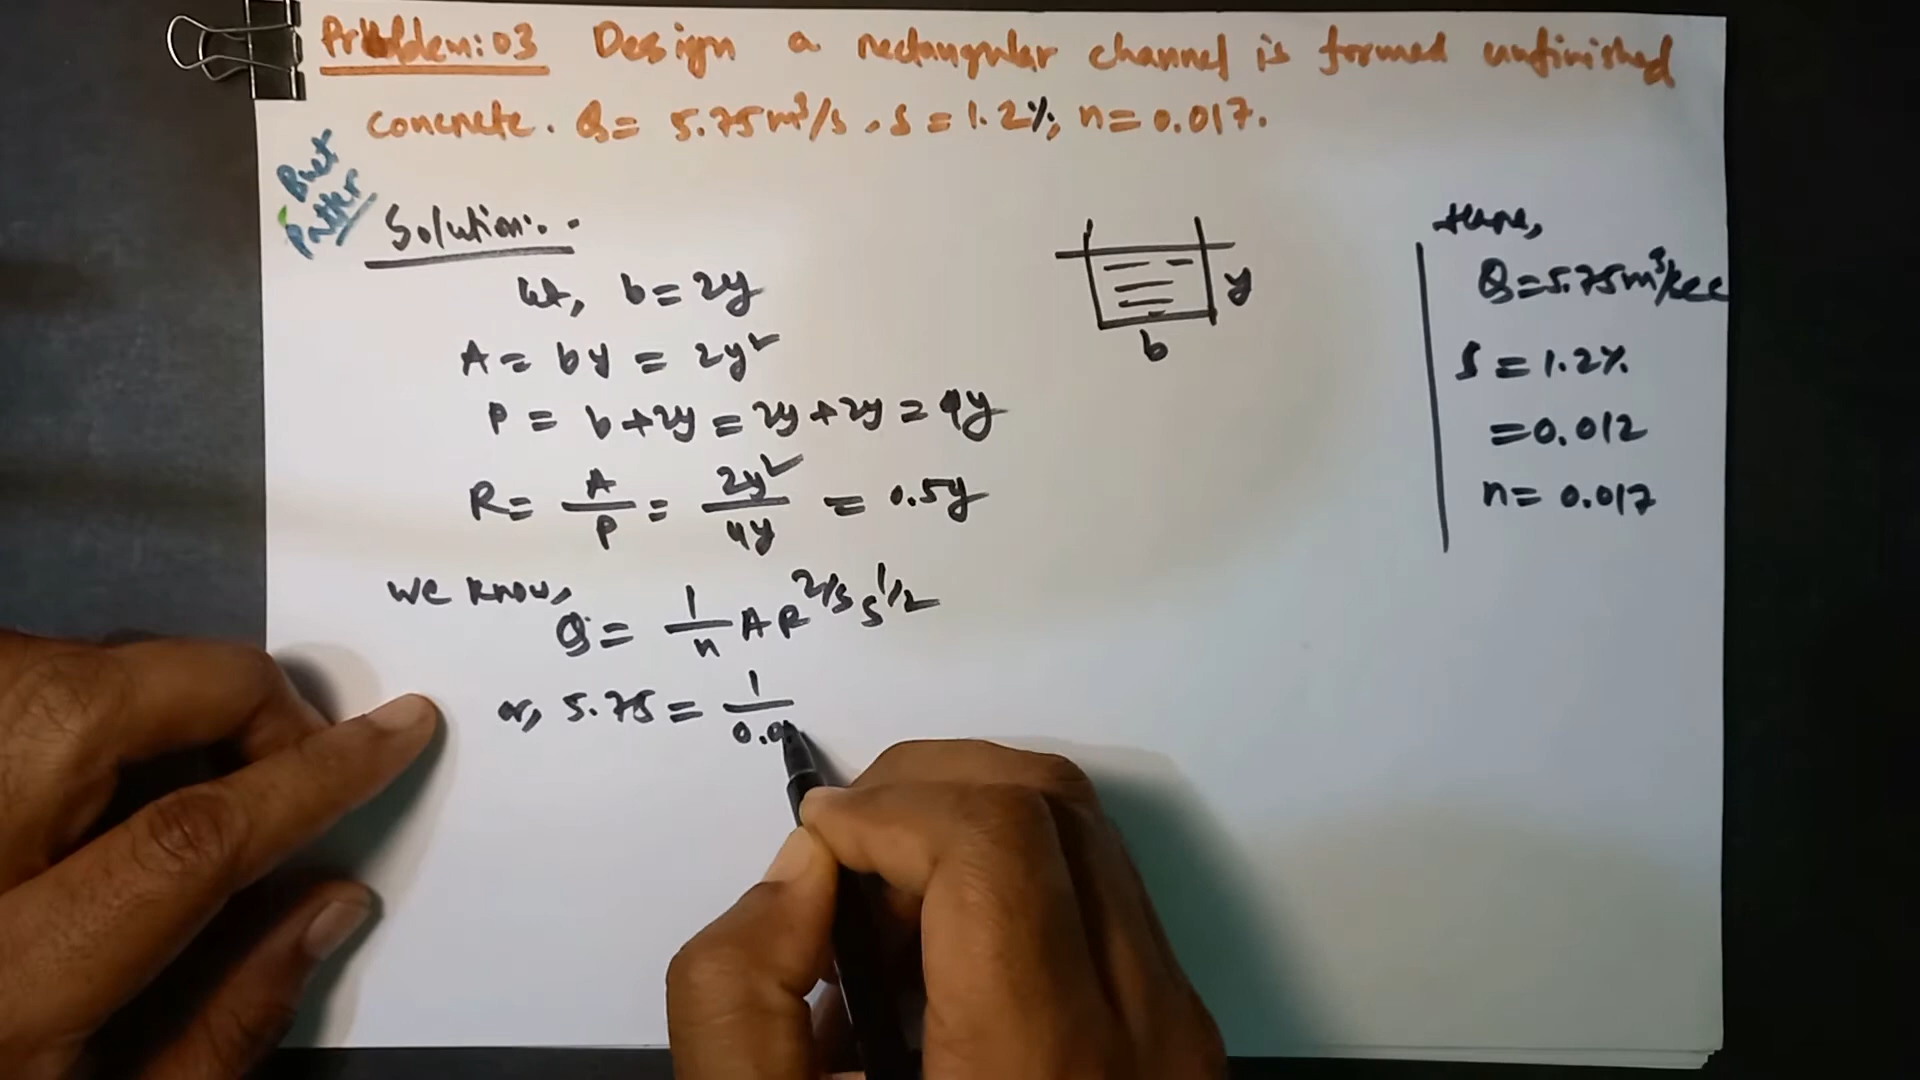 Problem: 03 Design a rectangular channel is formed unfinished
concrete. Q = 5.75 m³/s, S = 1.2%, n = 0.017.
Solution:-
let, b = 2y
A = by = 2y²
P = b + 2y = 2y + 2y = 4y
R = A/P = 2y²/4y = 0.5y
we know,
Q = 1/n A R^2/3 S^1/2
or, 5.75 = 1/0.0
y
b
Here,
Q = 5.75 m³/sec
S = 1.2%
= 0.012
n = 0.017